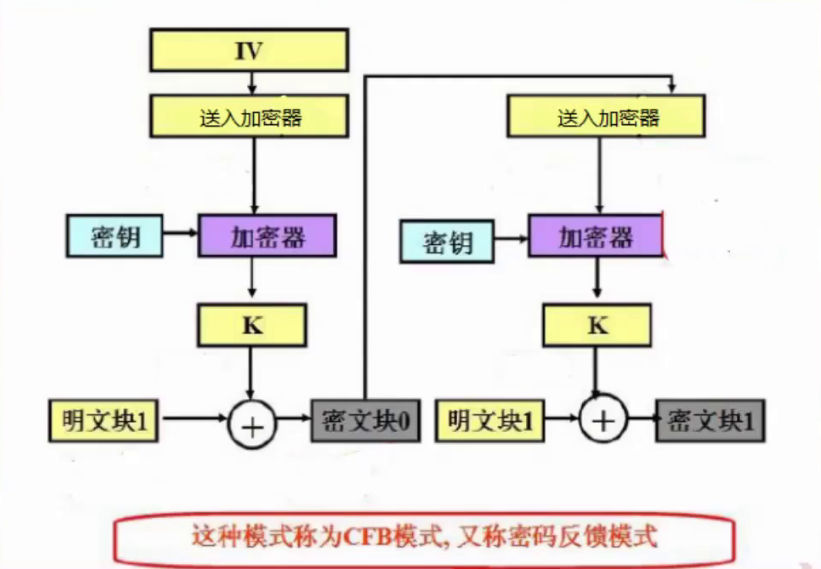 IV
送入加密器
送入加密器
密钥
加密器
密钥
加密器
K
K
明文块1
+
密文块0
明文块1
+
密文块1
这种模式称为CFB模式, 又称密码反馈模式